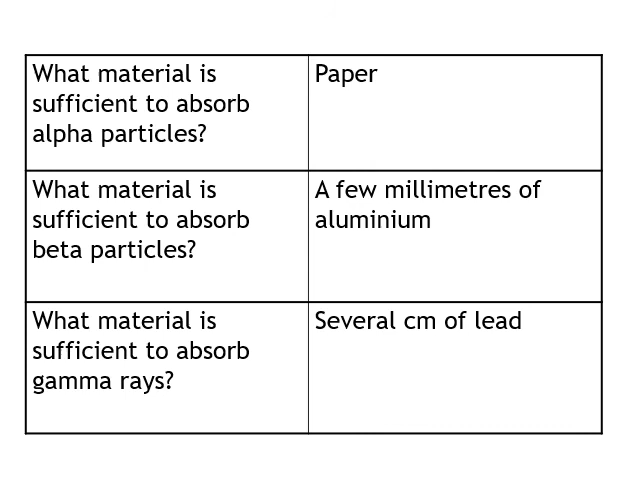 What material is
sufficient to absorb
alpha particles?
Paper
What material is
sufficient to absorb
beta particles?
A few millimetres of
aluminium
What material is
sufficient to absorb
gamma rays?
Several cm of lead